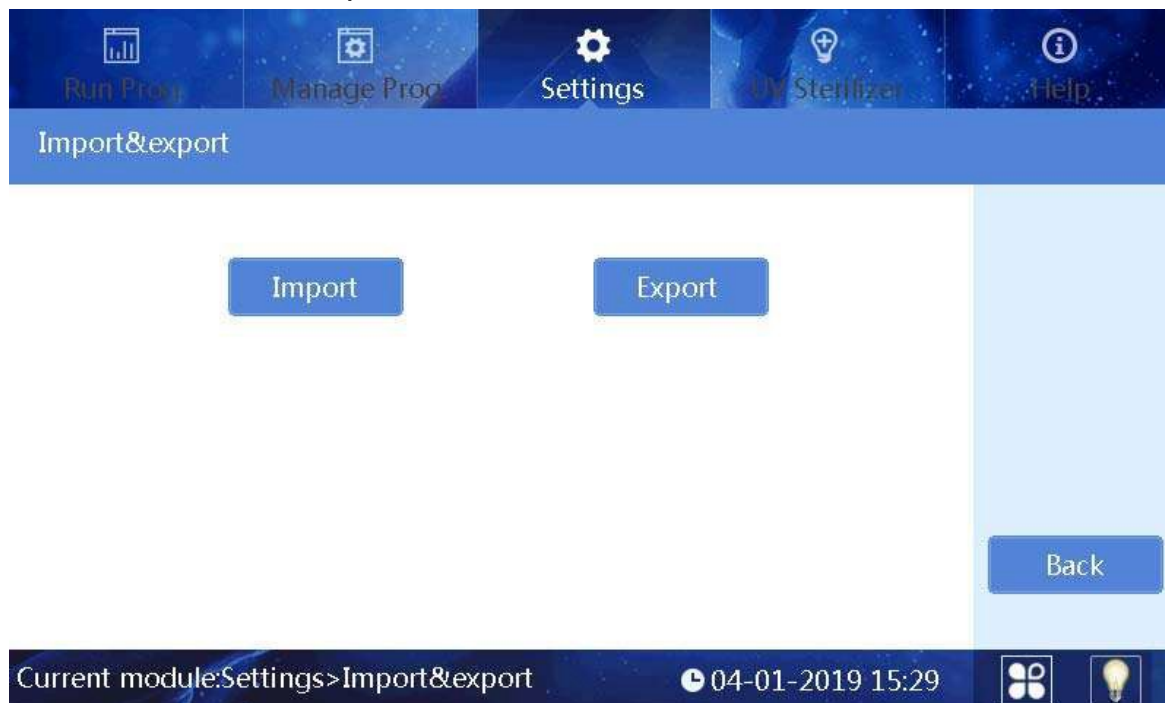 Run Prog.
Manage Prog.
Settings
UV Sterilizer
Help
Import&export
Import
Export
Back
Current module:Settings>Import&export
04-01-2019 15:29